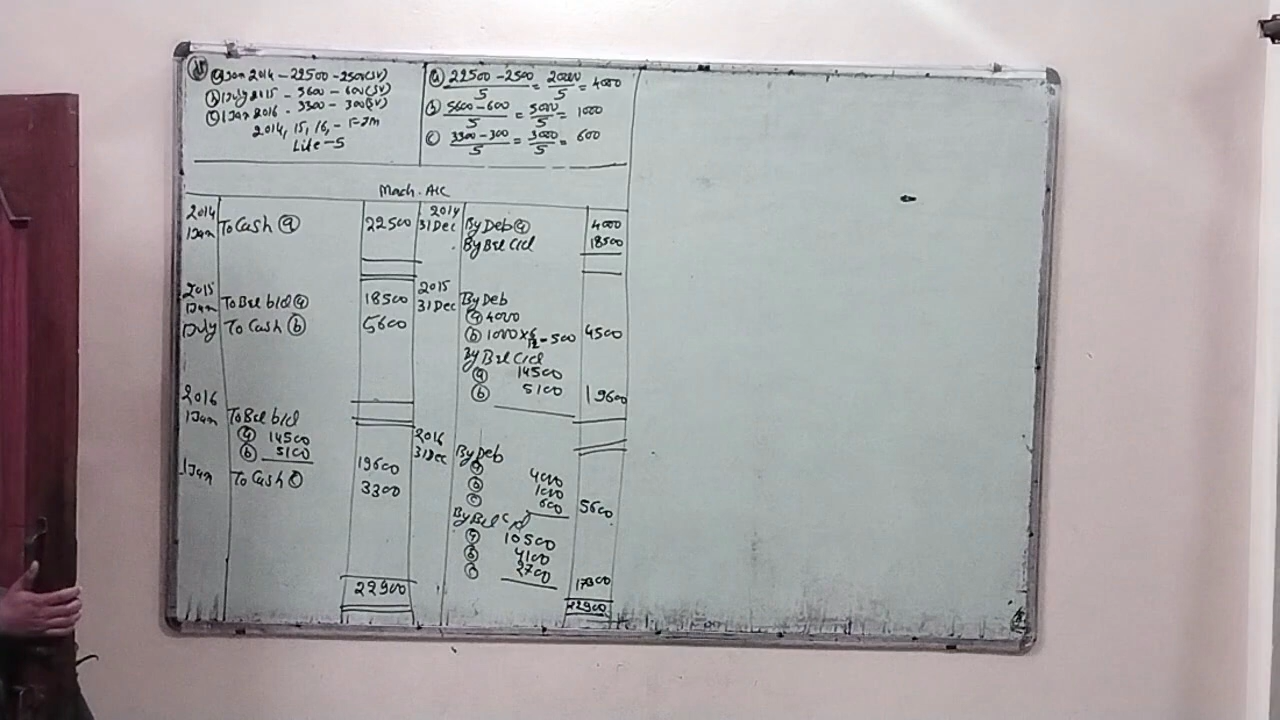 (a) 1 Jan 2014 - 22500 - 2500 (SV)
(b) 1 July 2015 - 5600 - 600 (SV)
(c) 1 Jan 2016 - 3300 - 300 (SV)
2014, 15, 16, -
Life - 5
(a) 22500 - 2500 / 5 = 20000 / 5 = 4000
(b) 5600 - 600 / 5 = 5000 / 5 = 1000
(c) 3300 - 300 / 5 = 3000 / 5 = 600
Mach. A/C
2014
1 Jan To Cash (a) 22500
2015
1 Jan To Bal b/d (a) 18500
1 July To Cash (b) 5600
2016
1 Jan To Bal b/d
(a) 14500
(b) 5100
19600
1 Jan To Cash (c) 3300
22900
2014
31 Dec By Deb (a) 4000
By Bal C/d 18500
2015
31 Dec By Deb
(a) 4000
(b) 1000 x 6/12 - 500 4500
By Bal C/d
(a) 14500
(b) 5100 19600
2016
31 Dec By Deb
(a) 4000
(b) 1000
(c) 600 5600
By Bal C/d
(a) 10500
(b) 4100
(c) 2700 17300
22900